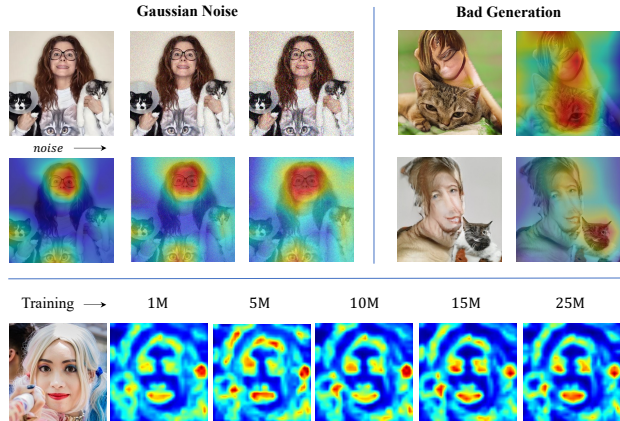 Gaussian Noise
Bad Generation
noise
Training
1M
5M
10M
15M
25M